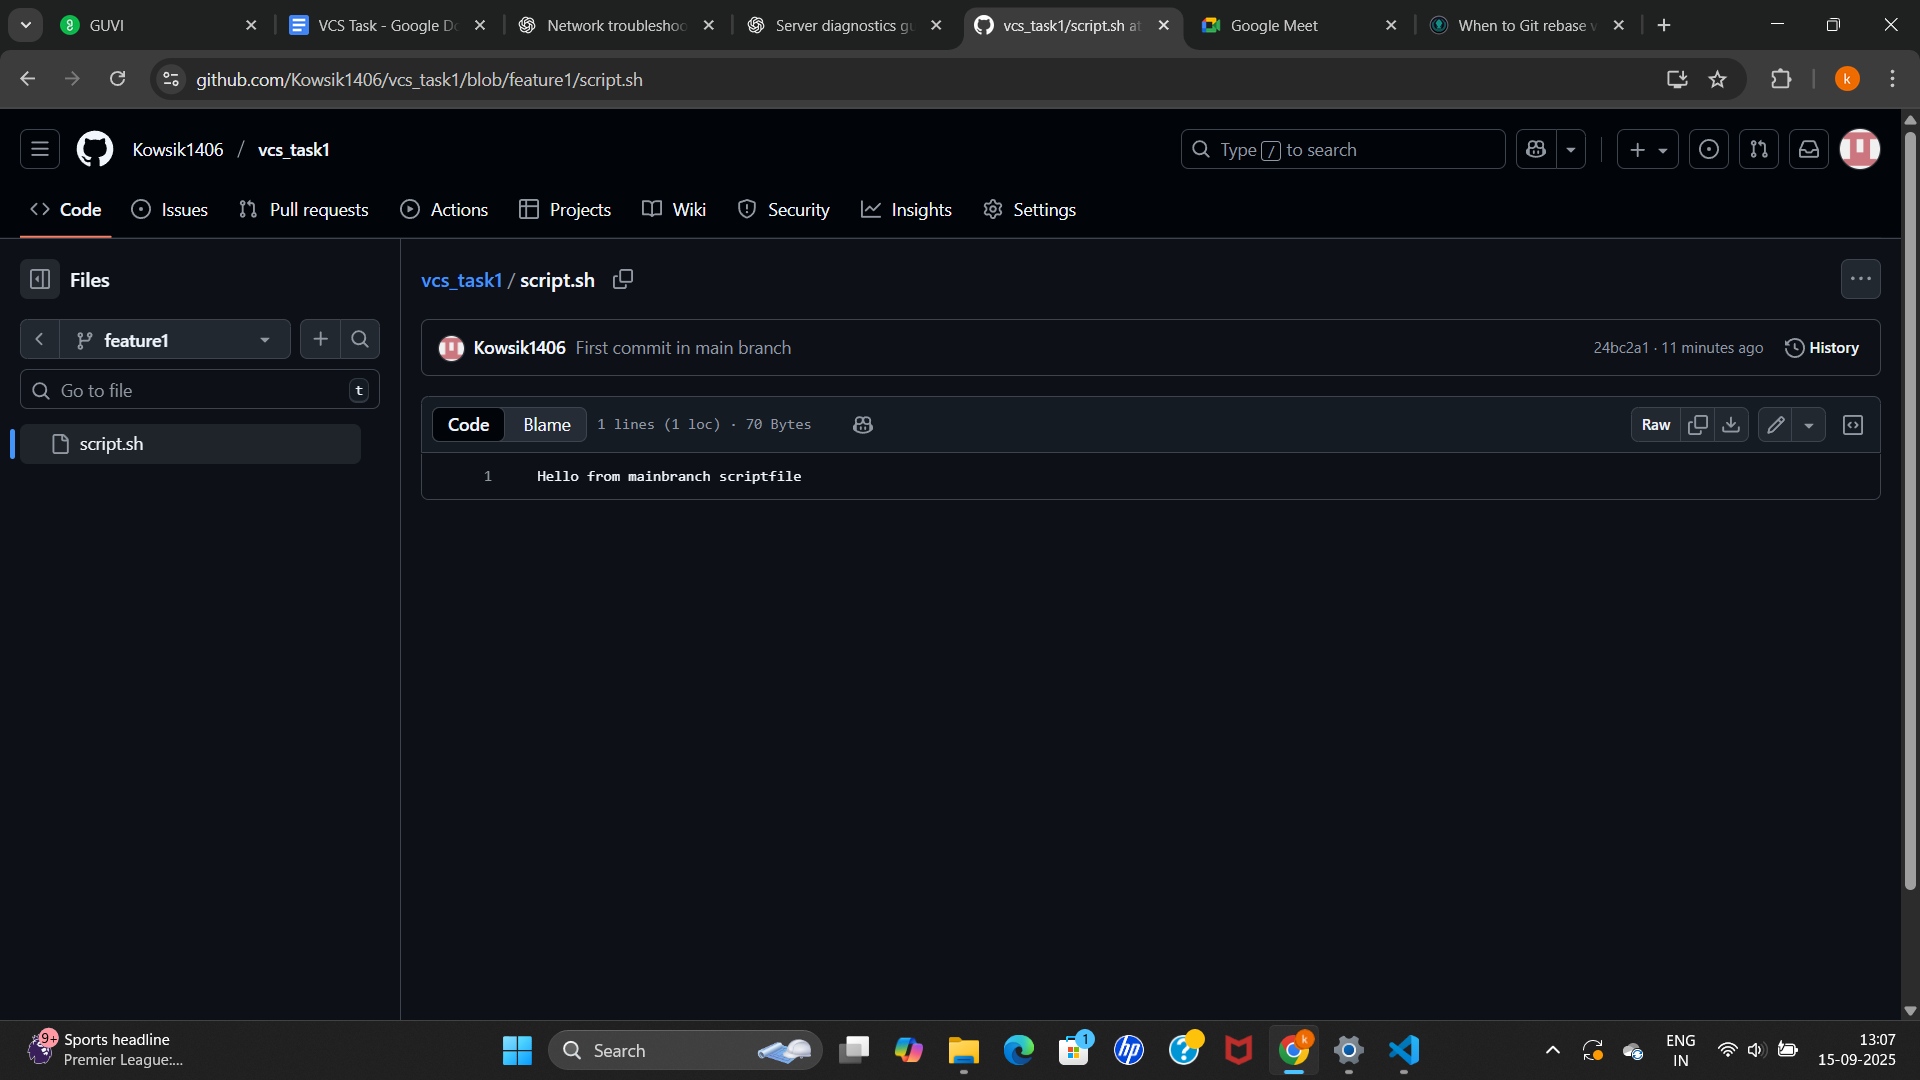 GUVI
VCS Task - Google Do
Network troubleshoo
Server diagnostics gu
vcs_task1/script.sh at
Google Meet
When to Git rebase v
github.com/Kowsik1406/vcs_task1/blob/feature1/script.sh
k
Kowsik1406 / vcs_task1
Type / to search
Code
Issues
Pull requests
Actions
Projects
Wiki
Security
Insights
Settings
Files
vcs_task1 / script.sh
feature1
Kowsik1406 First commit in main branch
24bc2a1 · 11 minutes ago
History
Go to file
t
Code
Blame
1 lines (1 loc) · 70 Bytes
Raw
script.sh
1 Hello from mainbranch scriptfile
9+
Sports headline
Premier League:...
Search
1
hp
?
k
ENG
IN
13:07
15-09-2025